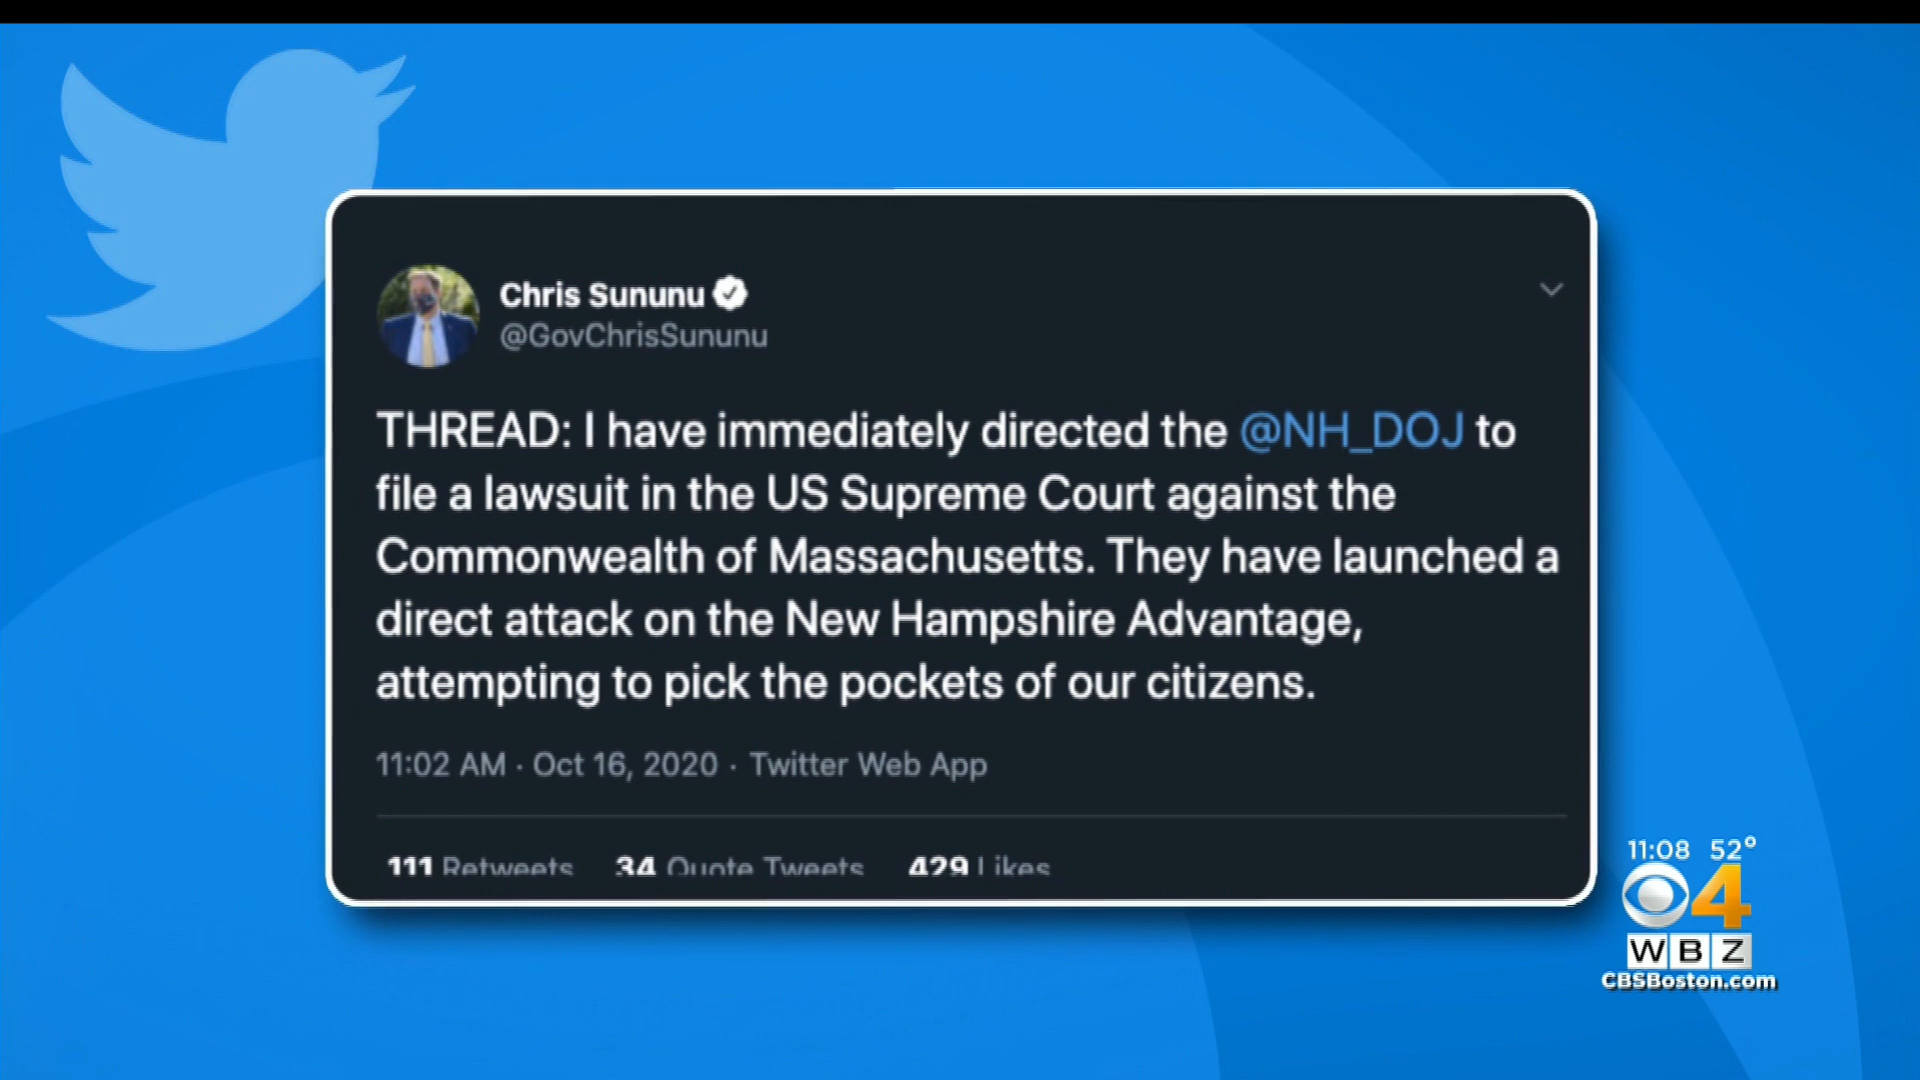 Chris Sununu
@GovChrisSununu
THREAD: I have immediately directed the @NH_DOJ to
file a lawsuit in the US Supreme Court against the
Commonwealth of Massachusetts. They have launched a
direct attack on the New Hampshire Advantage,
attempting to pick the pockets of our citizens.
11:02 AM · Oct 16, 2020 · Twitter Web App
111 Retweets 34 Quote Tweets 429 Likes
11:08 52°
4
WBZ
CBSBoston.com